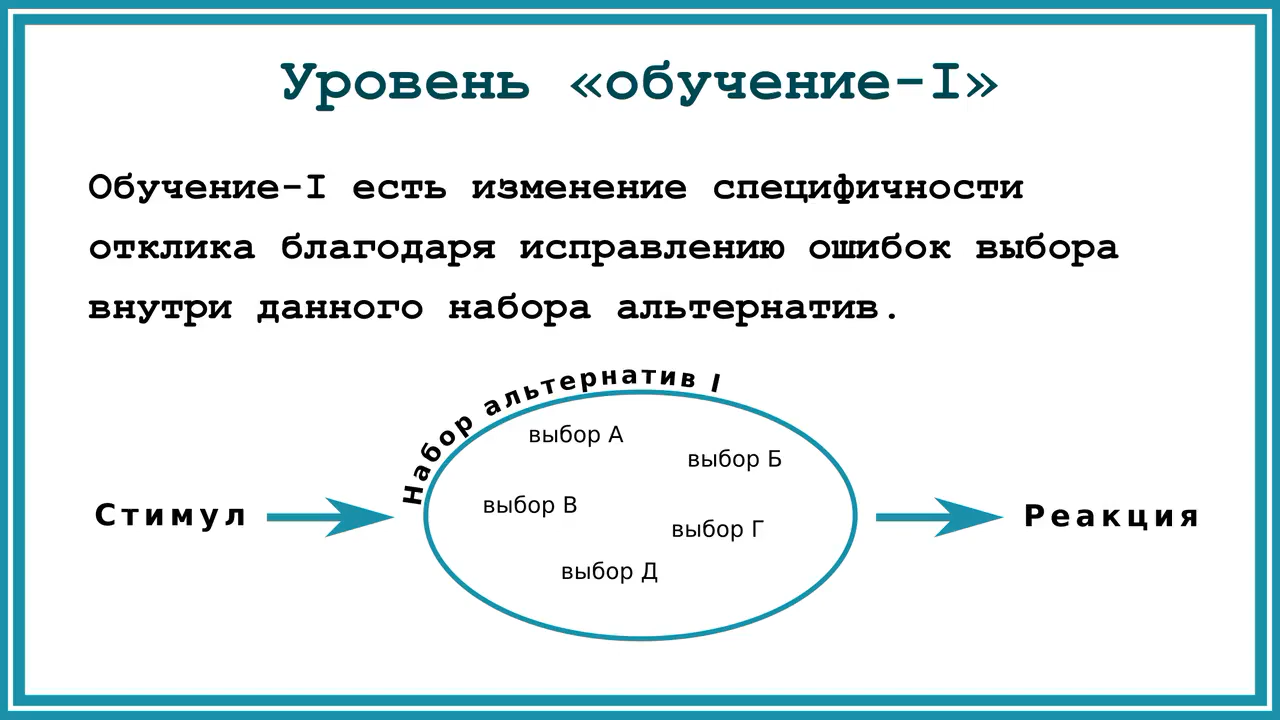 Уровень «обучение-I»
Обучение-I есть изменение специфичности
отклика благодаря исправлению ошибок выбора
внутри данного набора альтернатив.
Набор альтернатив I
выбор А
выбор Б
выбор В
выбор Г
выбор Д
Стимул
Реакция